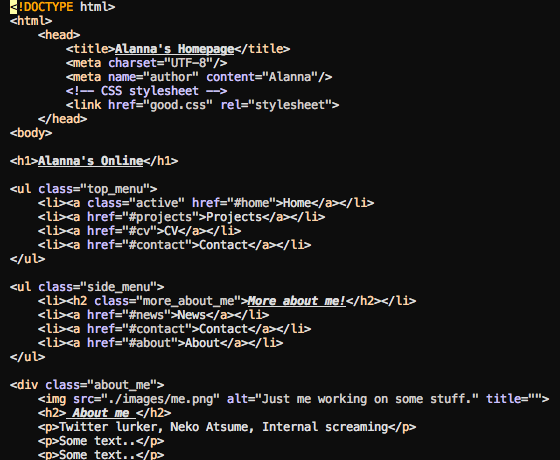 <!DOCTYPE html>
<html>
    <head>
        <title>Alanna's Homepage</title>
        <meta charset="UTF-8"/>
        <meta name="author" content="Alanna"/>
        <!-- CSS stylesheet -->
        <link href="good.css" rel="stylesheet">
    </head>
<body>

<h1>Alanna's Online</h1>

<ul class="top_menu">
    <li><a class="active" href="#home">Home</a></li>
    <li><a href="#projects">Projects</a></li>
    <li><a href="#cv">CV</a></li>
    <li><a href="#contact">Contact</a></li>
</ul>

<ul class="side_menu">
    <li><h2 class="more_about_me">More about me!</h2></li>
    <li><a href="#news">News</a></li>
    <li><a href="#contact">Contact</a></li>
    <li><a href="#about">About</a></li>
</ul>

<div class="about_me">
    <img src="./images/me.png" alt="Just me working on some stuff." title="">
    <h2> About me </h2>
    <p>Twitter lurker, Neko Atsume, Internal screaming</p>
    <p>Some text..</p>
    <p>Some text..</p>